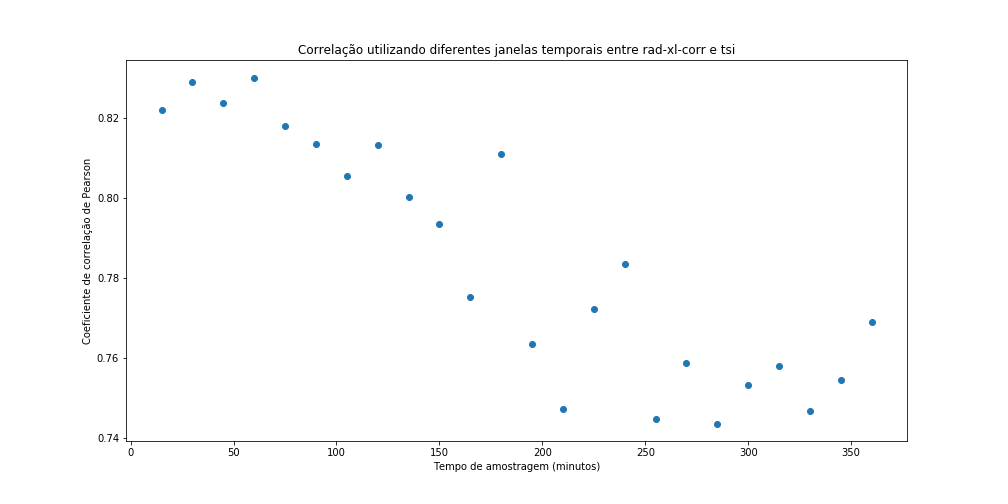 Correlação utilizando diferentes janelas temporais entre rad-xl-corr e tsi
0.82
0.80
0.78
0.76
0.74
Coeficiente de correlação de Pearson
0 50 100 150 200 250 300 350
Tempo de amostragem (minutos)